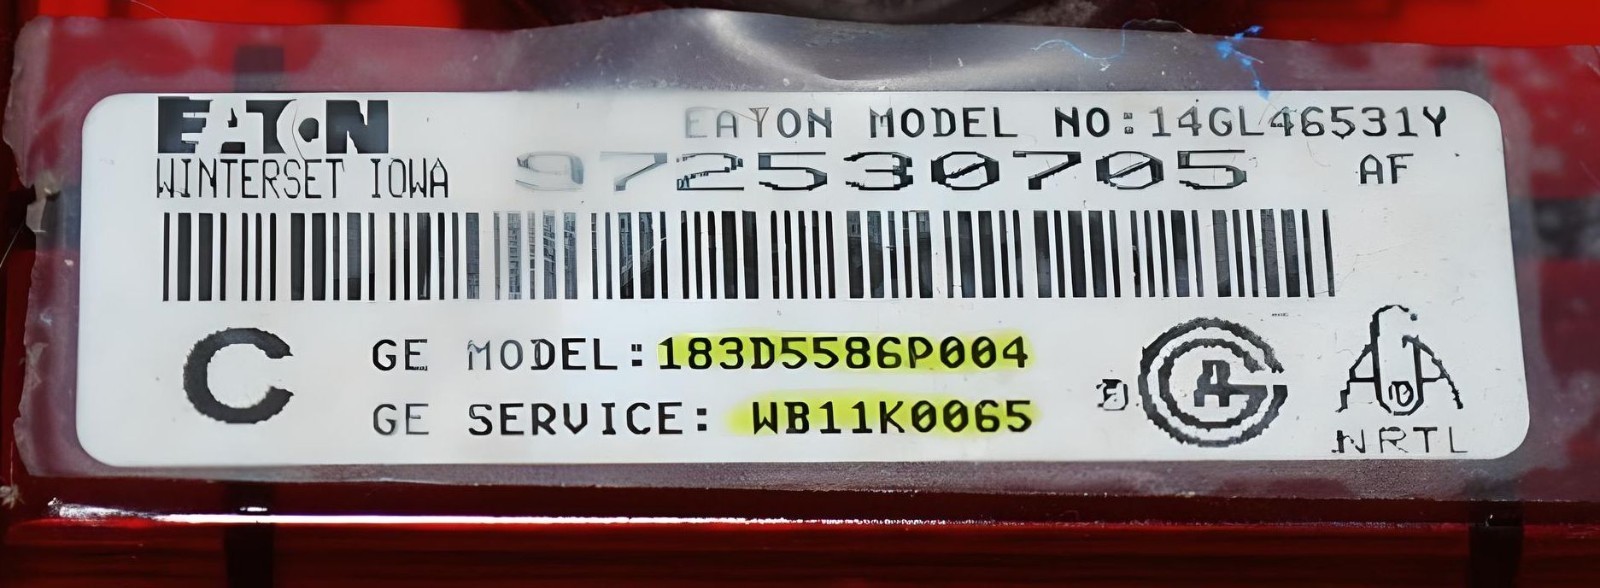 EATON EATON MODEL NO:14GL46531Y
WINTERSET IOWA 972530705 AF
C GE MODEL:183D5586P004
GE SERVICE: WB11K0065
NRTL